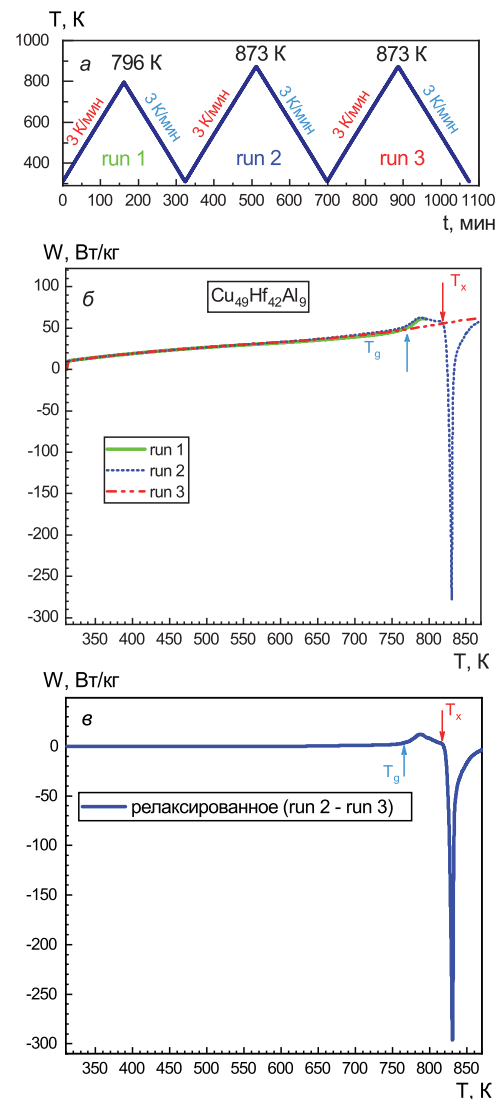 T, К
1000
800
600
400
а
796 К
873 К
873 К
3 К/мин
3 К/мин
3 К/мин
3 К/мин
3 К/мин
3 К/мин
run 1
run 2
run 3
0 100 200 300 400 500 600 700 800 900 1000 1100
t, мин
W, Вт/кг
б
Cu49Hf42Al9
Tx
Tg
100
50
0
-50
-100
-150
-200
-250
-300
run 1
run 2
run 3
350 400 450 500 550 600 650 700 750 800 850
T, К
W, Вт/кг
в
Tx
Tg
0
-50
-100
-150
-200
-250
-300
релаксированное (run 2 - run 3)
350 400 450 500 550 600 650 700 750 800 850
T, К